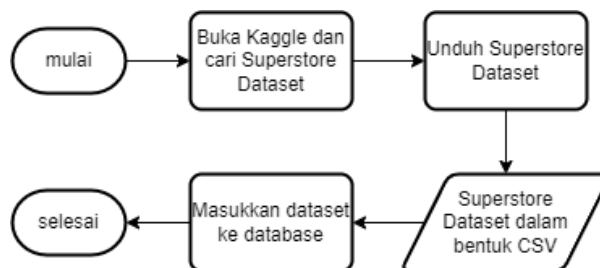 mulai
Buka Kaggle dan
cari Superstore
Dataset
Unduh Superstore
Dataset
Superstore
Dataset dalam
bentuk CSV
Masukkan dataset
ke database
selesai